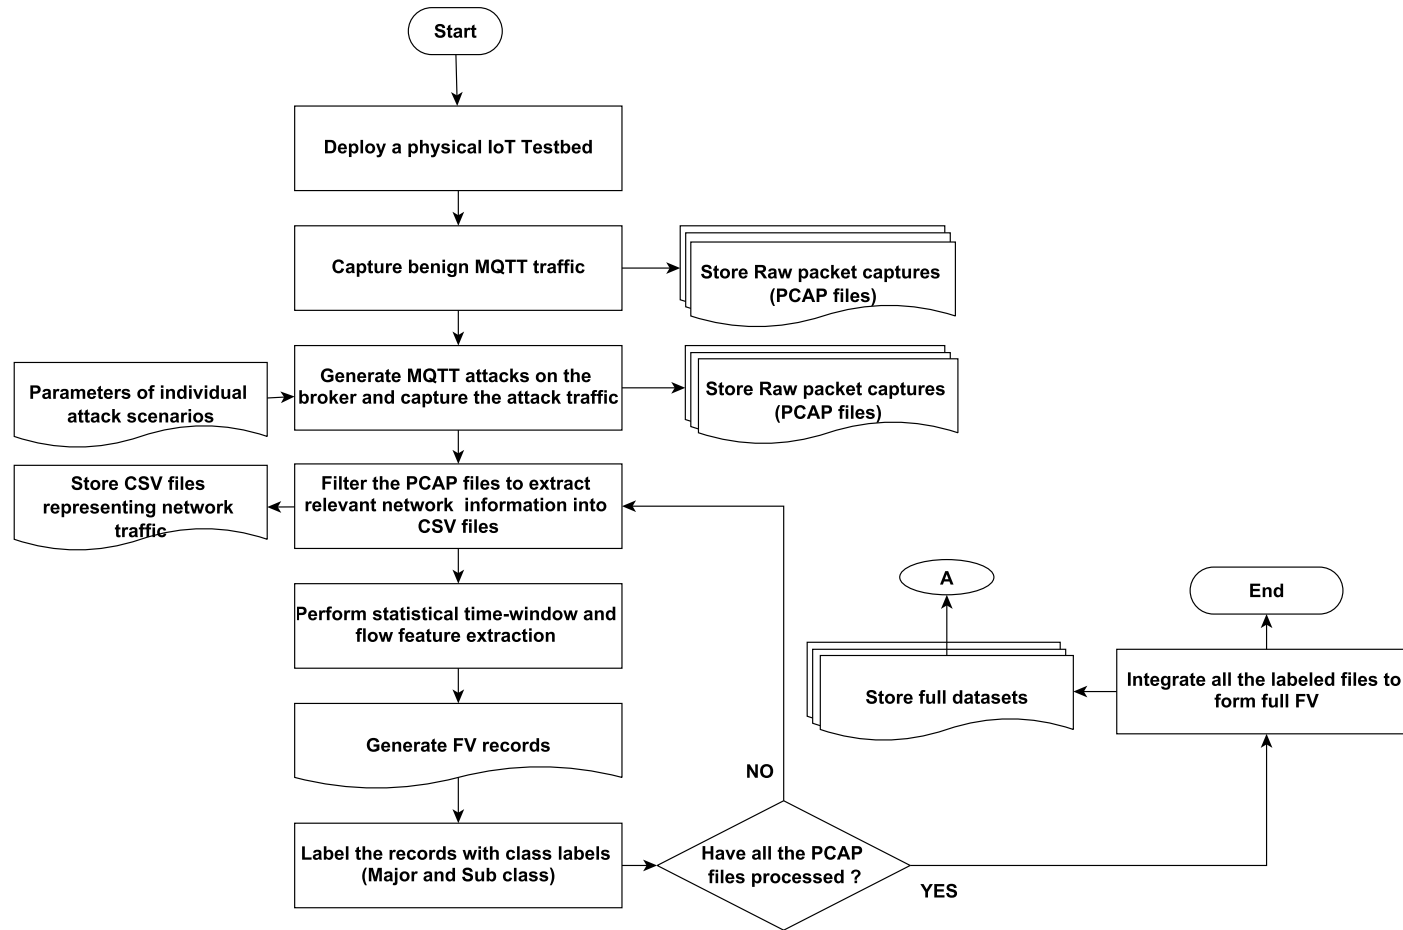 Start
Deploy a physical IoT Testbed
Capture benign MQTT traffic
Store Raw packet captures
(PCAP files)
Parameters of individual
attack scenarios
Generate MQTT attacks on the
broker and capture the attack traffic
Store Raw packet captures
(PCAP files)
Store CSV files
representing network
traffic
Filter the PCAP files to extract
relevant network information into
CSV files
Perform statistical time-window and
flow feature extraction
A
End
Generate FV records
Store full datasets
Integrate all the labeled files to
form full FV
NO
Label the records with class labels
(Major and Sub class)
Have all the PCAP
files processed ?
YES